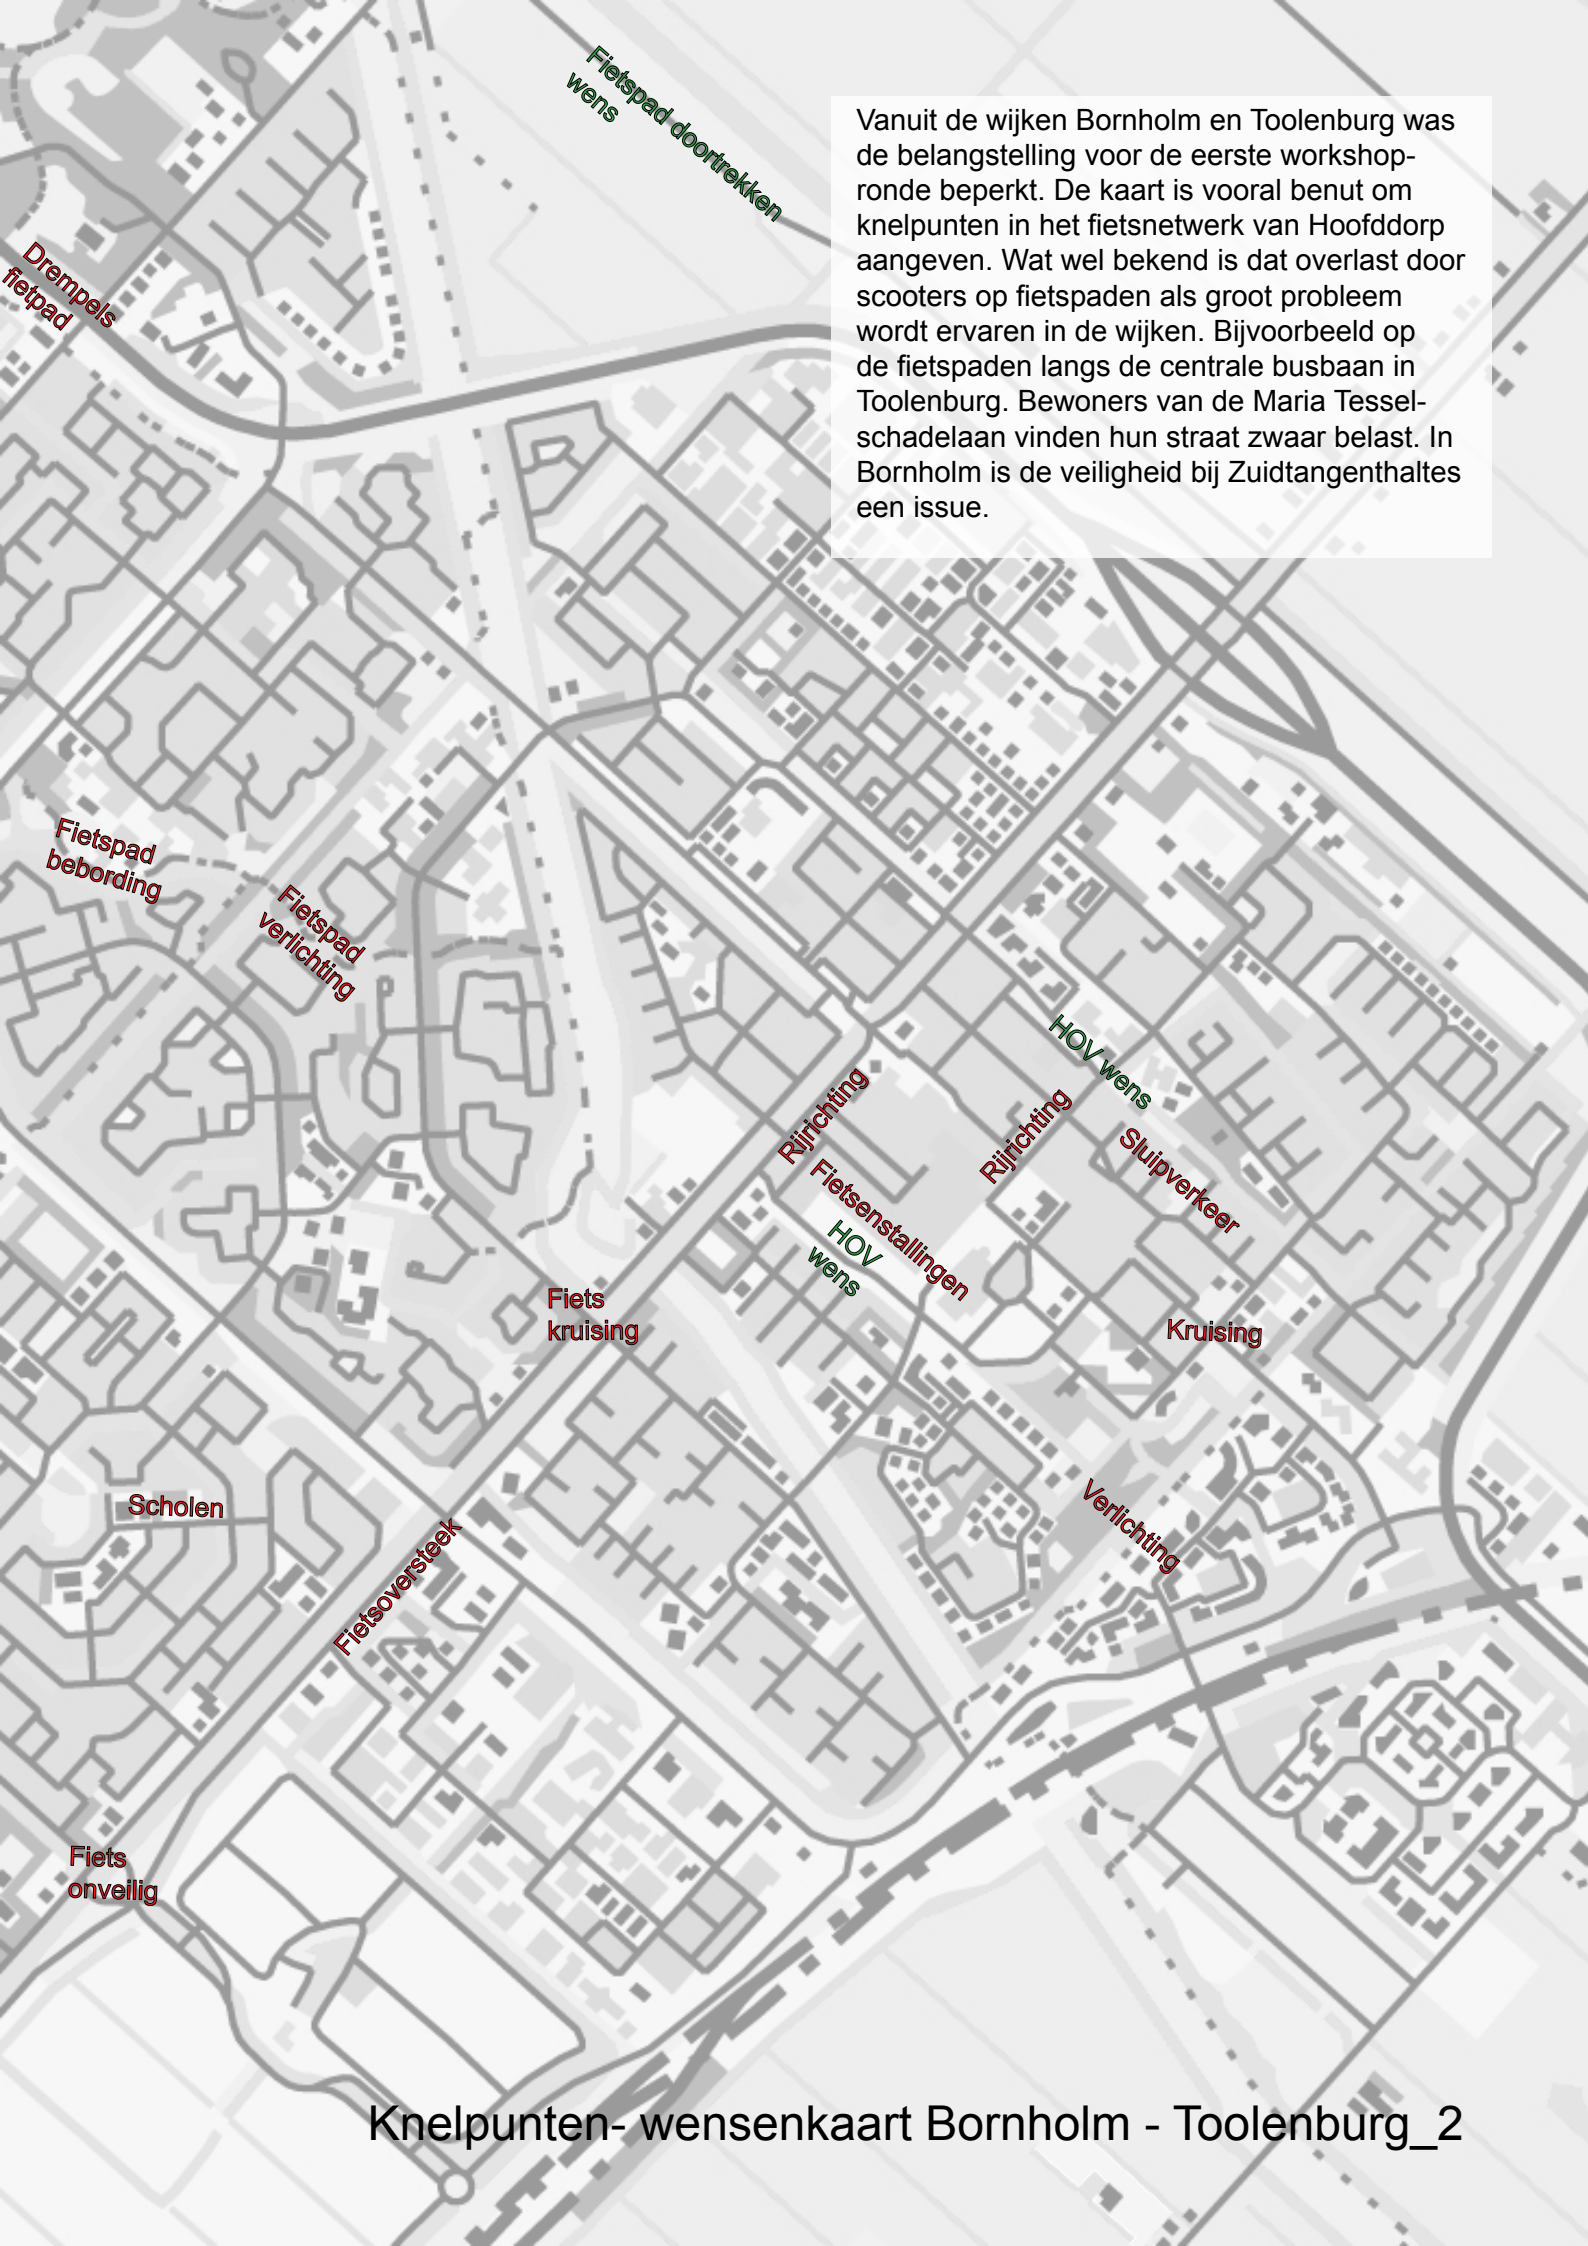 Fietspad doortrekken
wens
Vanuit de wijken Bornholm en Toolenburg was
de belangstelling voor de eerste workshop-
ronde beperkt. De kaart is vooral benut om
knelpunten in het fietsnetwerk van Hoofddorp
aangeven. Wat wel bekend is dat overlast door
scooters op fietspaden als groot probleem
wordt ervaren in de wijken. Bijvoorbeeld op
de fietspaden langs de centrale busbaan in
Toolenburg. Bewoners van de Maria Tessel-
schadelaan vinden hun straat zwaar belast. In
Bornholm is de veiligheid bij Zuidtangenthaltes
een issue.
Drempels
fietpad
Fietspad
bebording
Fietspad
verlichting
HOV wens
Rijrichting
Rijrichting
Sluipverkeer
Fietsenstallingen
HOV
wens
Fiets
kruising
Kruising
Scholen
Verlichting
Fietsoversteek
Fiets
onveilig
Knelpunten- wensenkaart Bornholm - Toolenburg_2